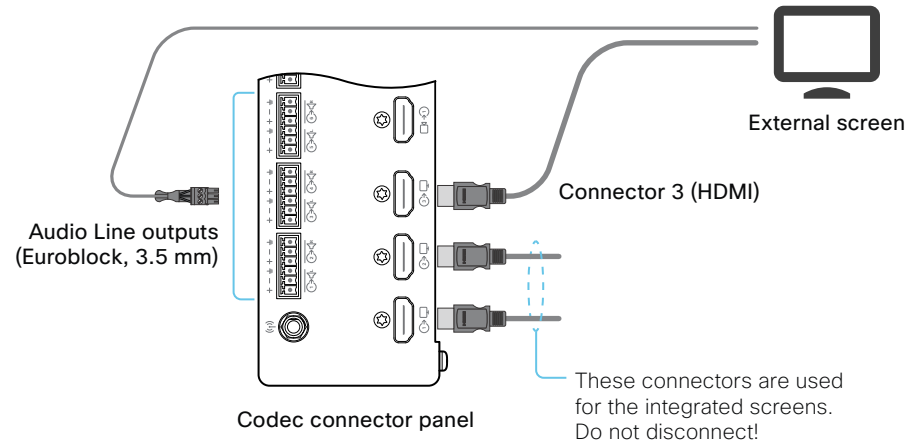 External screen
Connector 3 (HDMI)
Audio Line outputs
(Euroblock, 3.5 mm)
These connectors are used
for the integrated screens.
Do not disconnect!
Codec connector panel